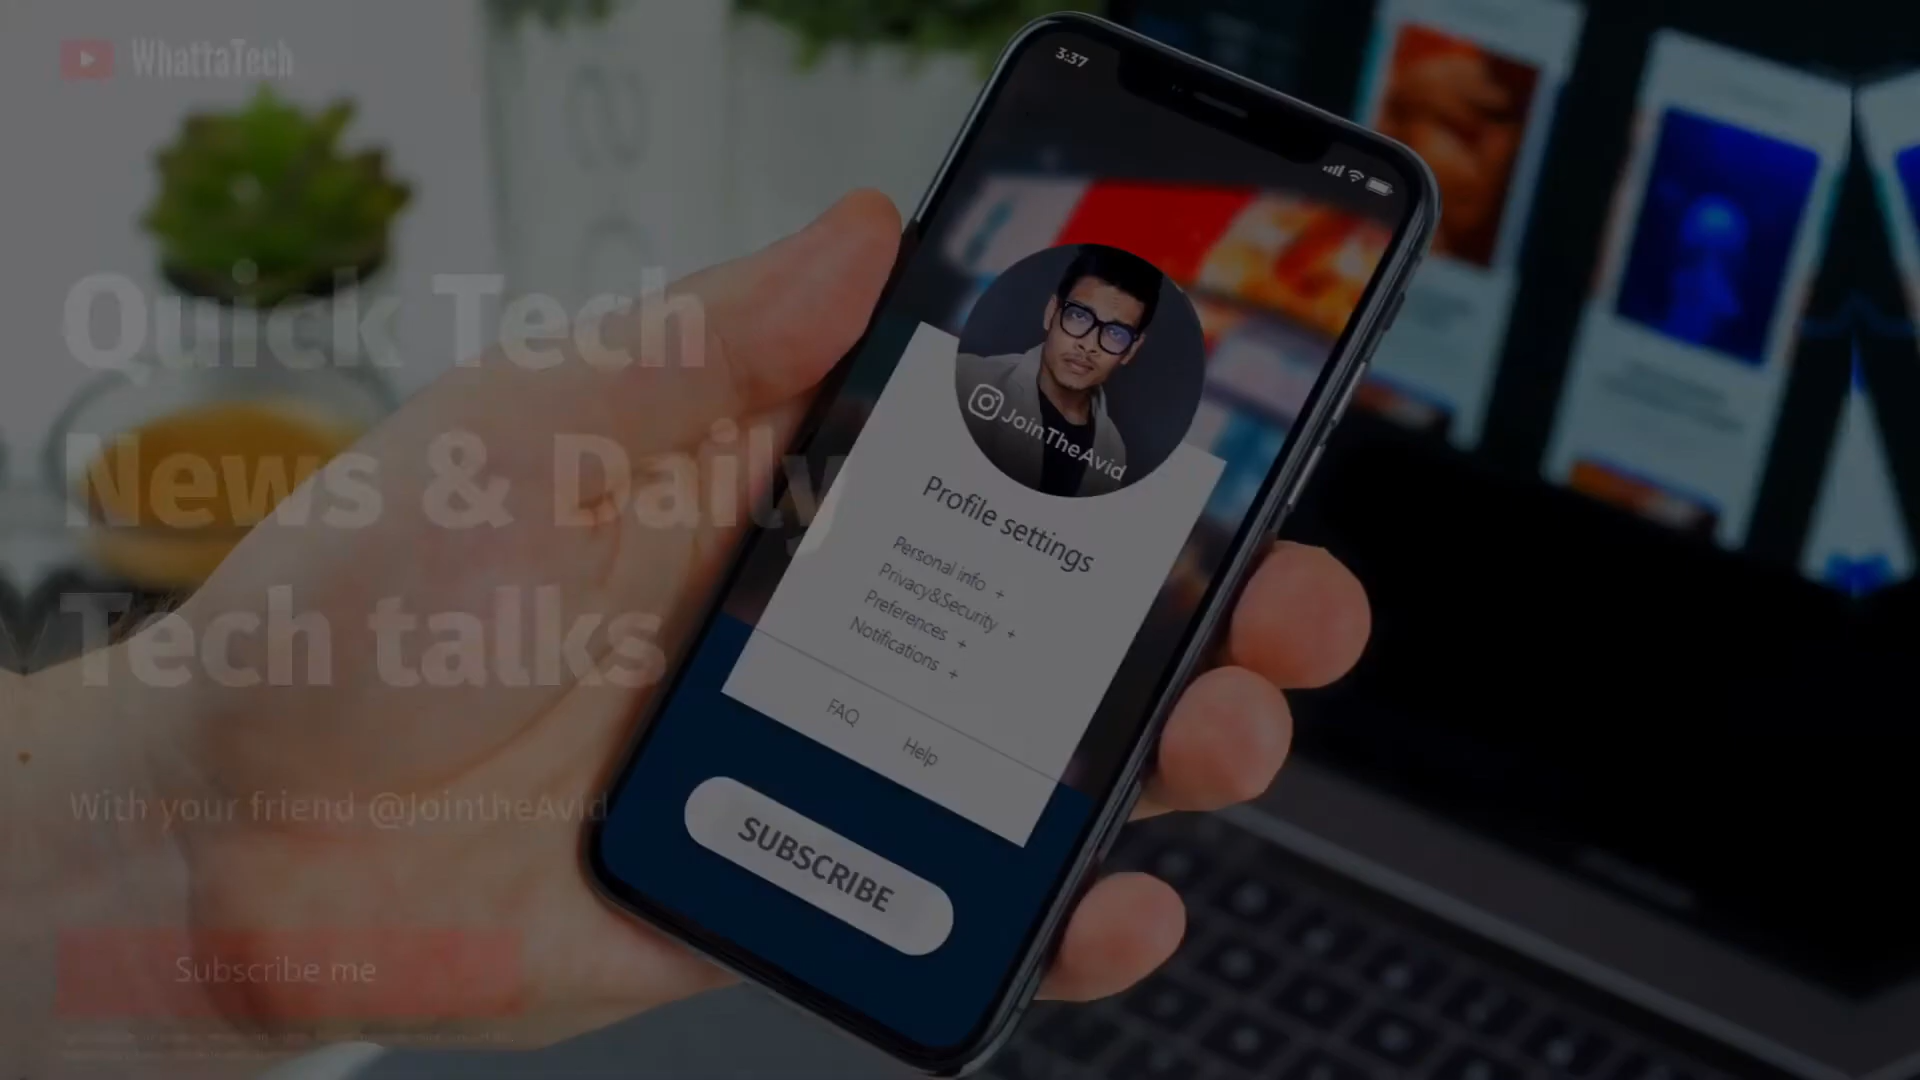 WhattaTech
3:37
Quick Tech
News & Daily
Tech talks
JoinTheAvid
Profile settings
Personal info +
Privacy&Security +
Preferences +
Notifications +
FAQ
Help
With your friend @JointheAvid
SUBSCRIBE
Subscribe me